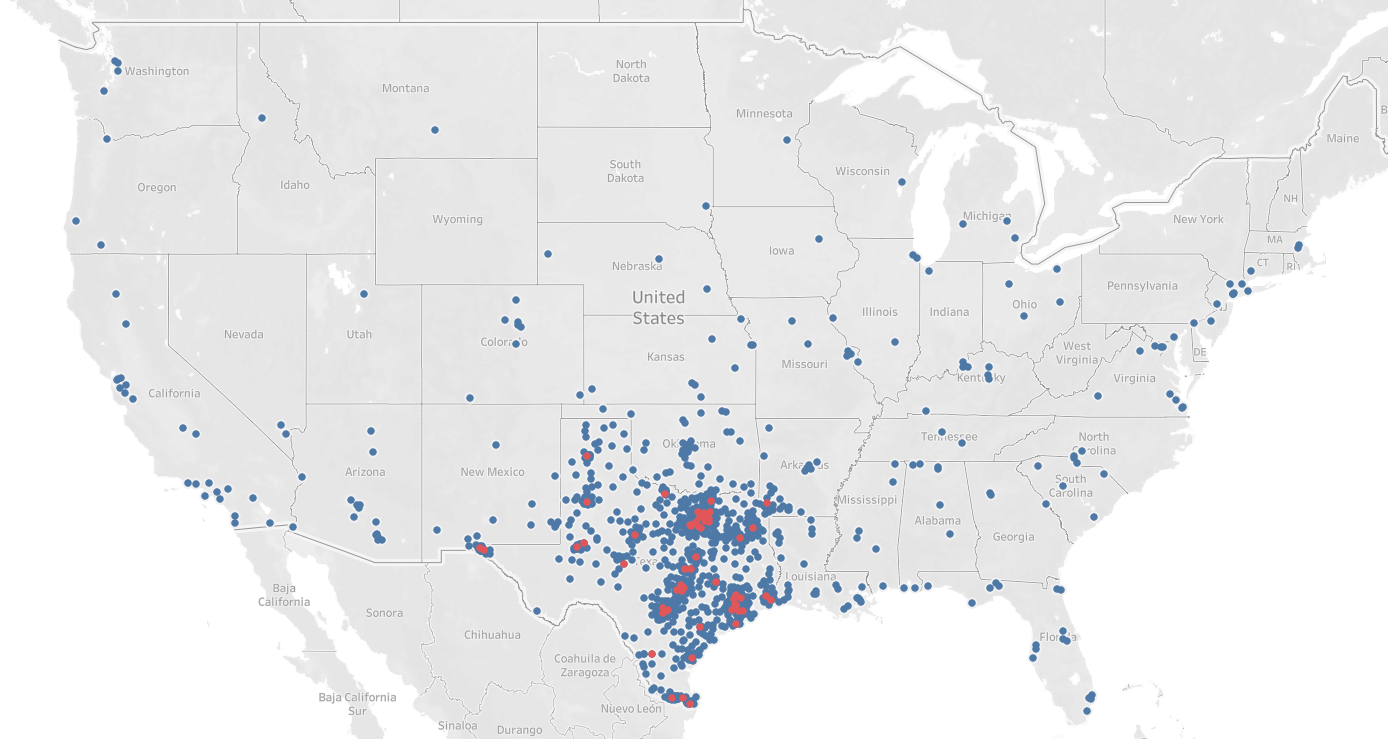 Washington
North
Dakota
Montana
Minnesota
Maine
Oregon
Idaho
South
Dakota
Wisconsin
Wyoming
Michigan
New York
NH
MA
CT
Iowa
Nebraska
Pennsylvania
United
States
Nevada
Utah
Colorado
Kansas
Missouri
Illinois
Indiana
Ohio
West
Virginia
DE
Virginia
Kentucky
California
Arizona
New Mexico
Oklahoma
Arkansas
Tennessee
North
Carolina
South
Carolina
Mississippi
Alabama
Georgia
Texas
Louisiana
Florida
Baja
California
Sonora
Chihuahua
Coahuila de
Zaragoza
Baja California
Sur
Nuevo León
Sinaloa
Durango